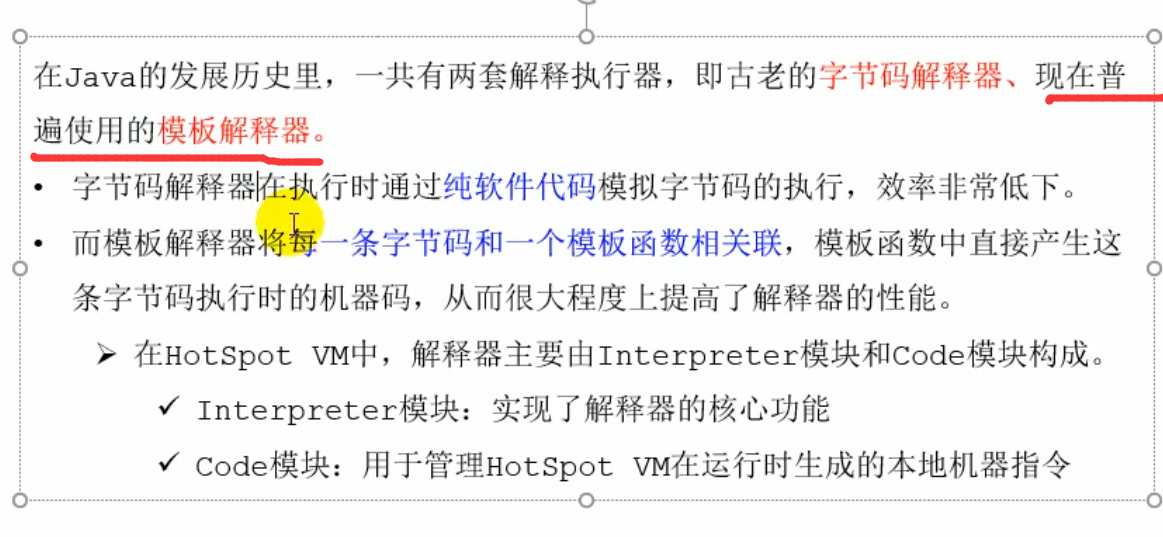 在Java的发展历史里，一共有两套解释执行器，即古老的字节码解释器、现在普
遍使用的模板解释器。
• 字节码解释器在执行时通过纯软件代码模拟字节码的执行，效率非常低下。
• 而模板解释器将每一条字节码和一个模板函数相关联，模板函数中直接产生这
条字节码执行时的机器码，从而很大程度上提高了解释器的性能。
➢ 在HotSpot VM中，解释器主要由Interpreter模块和Code模块构成。
✓ Interpreter模块：实现了解释器的核心功能
✓ Code模块：用于管理HotSpot VM在运行时生成的本地机器指令